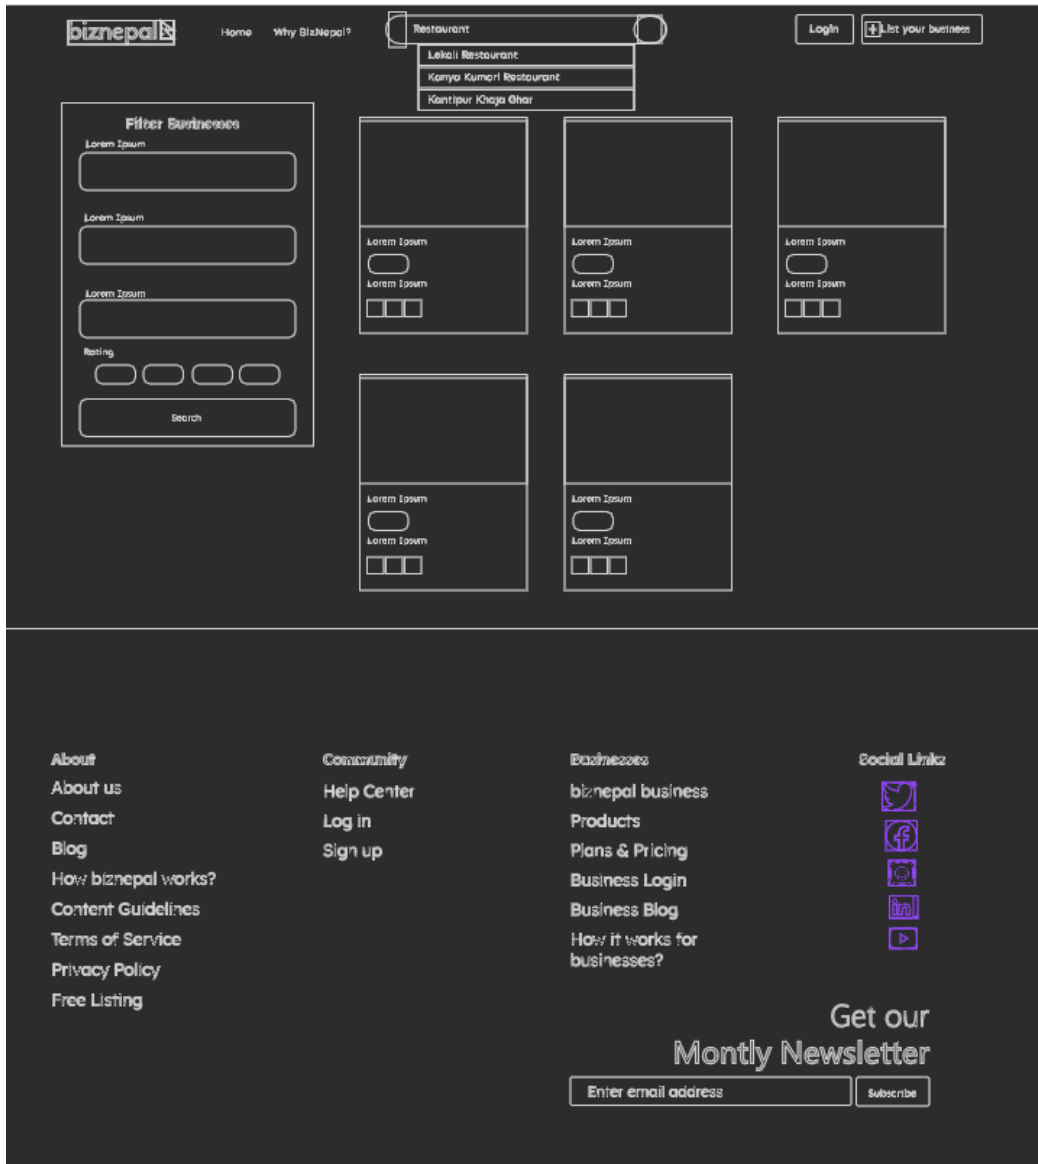 biznepal
Home
Why BizNepal?
Restaurant
Login
List your business
Lekali Restaurant
Kanya Kumari Restaurant
Kantipur Khaja Ghar
Filter Businesses
Lorem Ipsum
Lorem Ipsum
Lorem Ipsum
Rating
Search
Lorem Ipsum
Lorem Ipsum
Lorem Ipsum
Lorem Ipsum
Lorem Ipsum
Lorem Ipsum
Lorem Ipsum
Lorem Ipsum
Lorem Ipsum
Lorem Ipsum
About
About us
Contact
Blog
How biznepal works?
Content Guidelines
Terms of Service
Privacy Policy
Free Listing
Community
Help Center
Log in
Sign up
Businesses
biznepal business
Products
Plans & Pricing
Business Login
Business Blog
How it works for
businesses?
Social Links
in
Get our
Montly Newsletter
Enter email address
Subscribe